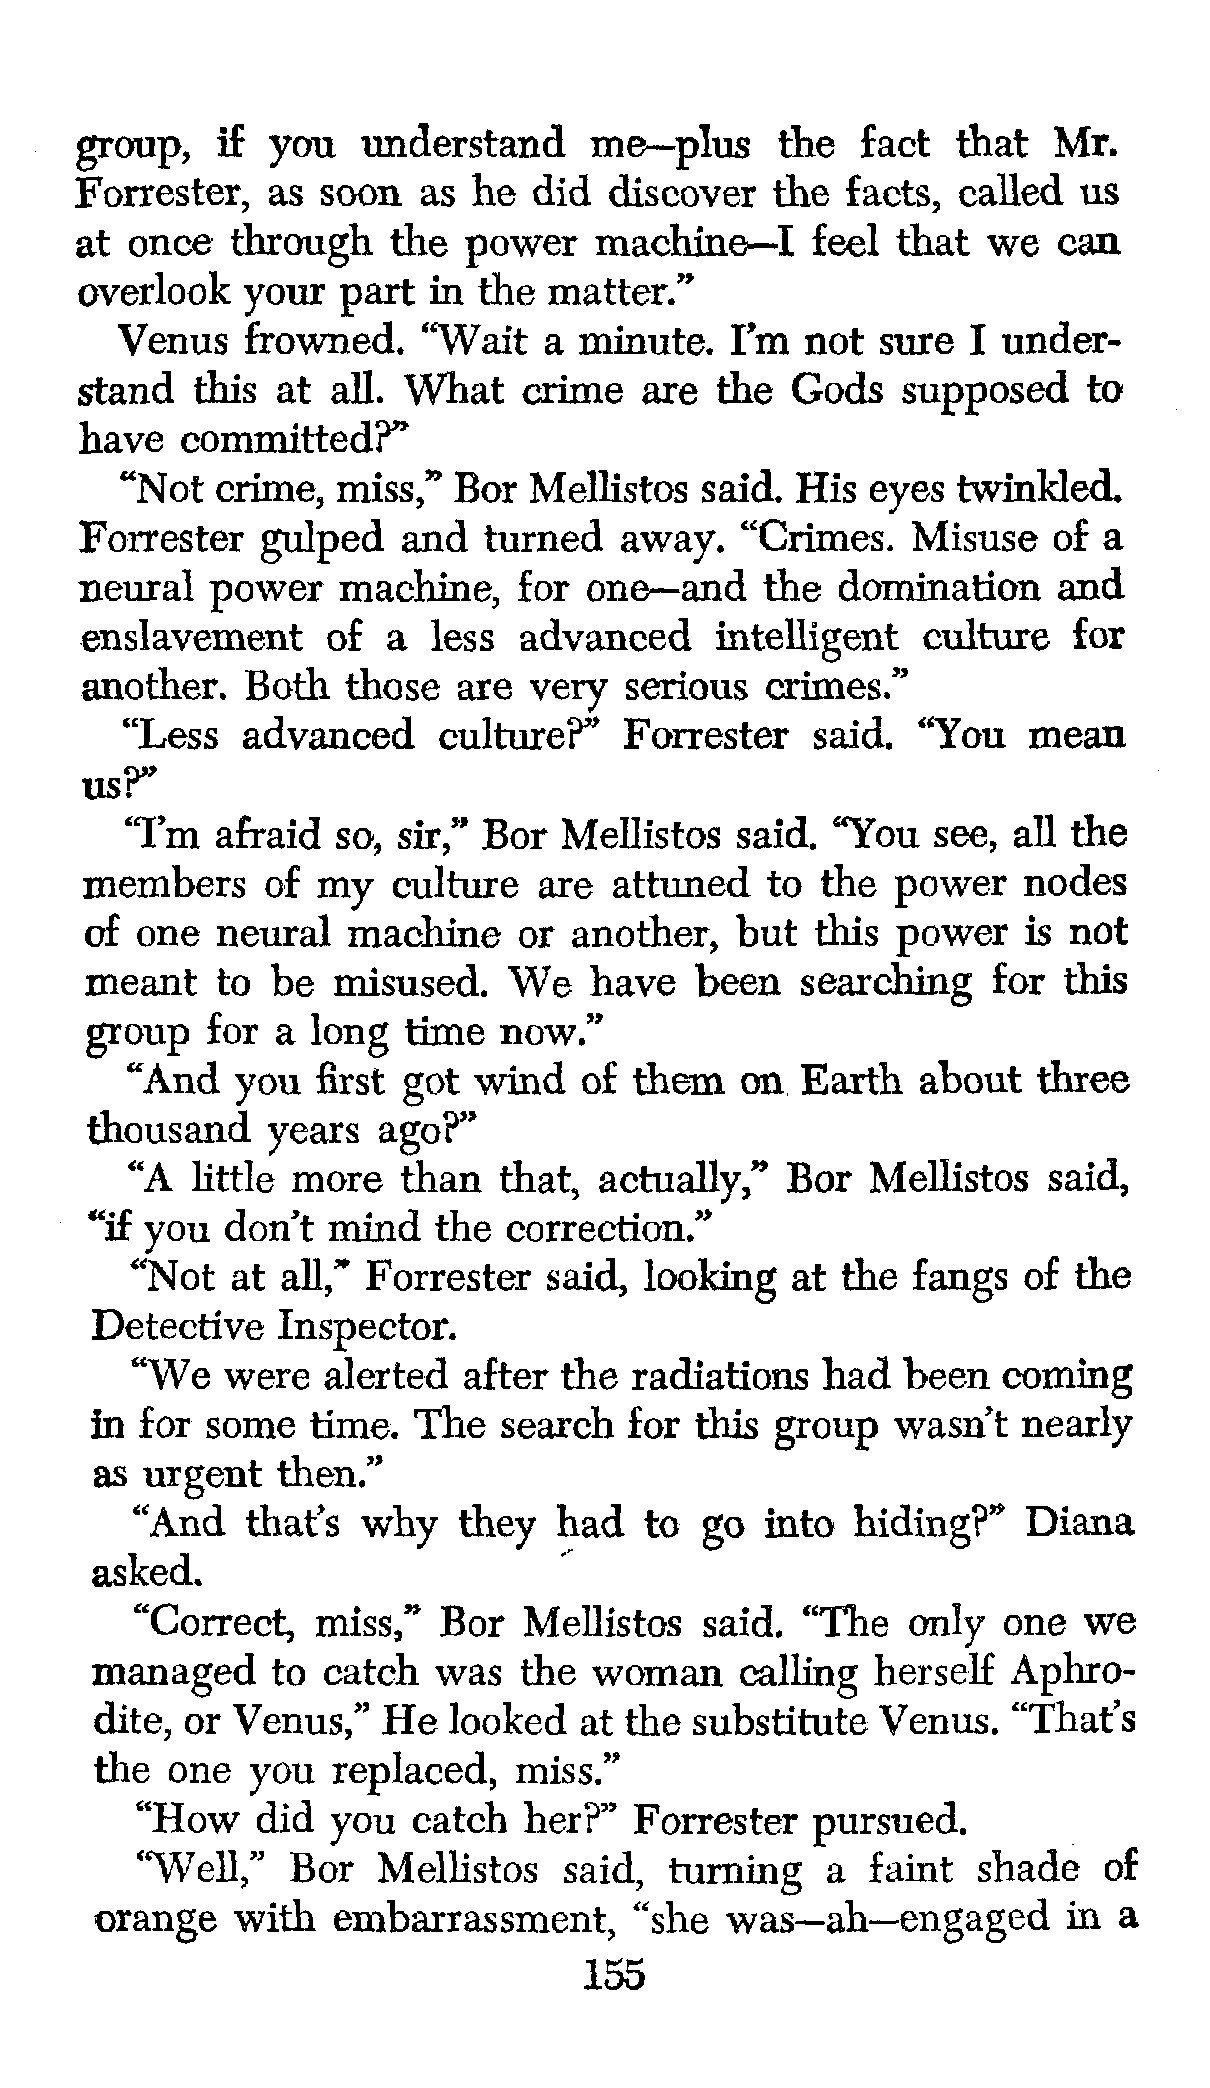 group, if you understand me—plus the fact that Mr.
Forrester, as soon as he did discover the facts, called us
at once through the power machine—I feel that we can
overlook your part in the matter.”
Venus frowned. “Wait a minute. I’m not sure I under-
stand this at all. What crime are the Gods supposed to
have committed?”
“Not crime, miss,” Bor Mellistos said. His eyes twinkled.
Forrester gulped and turned away. “Crimes. Misuse of a
neural power machine, for one—and the domination and
enslavement of a less advanced intelligent culture for
another. Both those are very serious crimes.”
“Less advanced culture?” Forrester said. “You mean
us?”
“I’m afraid so, sir,” Bor Mellistos said. “You see, all the
members of my culture are attuned to the power nodes
of one neural machine or another, but this power is not
meant to be misused. We have been searching for this
group for a long time now.”
“And you first got wind of them on Earth about three
thousand years ago?”
“A little more than that, actually,” Bor Mellistos said,
“if you don’t mind the correction.”
“Not at all,” Forrester said, looking at the fangs of the
Detective Inspector.
“We were alerted after the radiations had been coming
in for some time. The search for this group wasn’t nearly
as urgent then.”
“And that’s why they had to go into hiding?” Diana
asked.
“Correct, miss,” Bor Mellistos said. “The only one we
managed to catch was the woman calling herself Aphro-
dite, or Venus,” He looked at the substitute Venus. “That’s
the one you replaced, miss.”
“How did you catch her?” Forrester pursued.
“Well,” Bor Mellistos said, turning a faint shade of
orange with embarrassment, “she was—ah—engaged in a
155